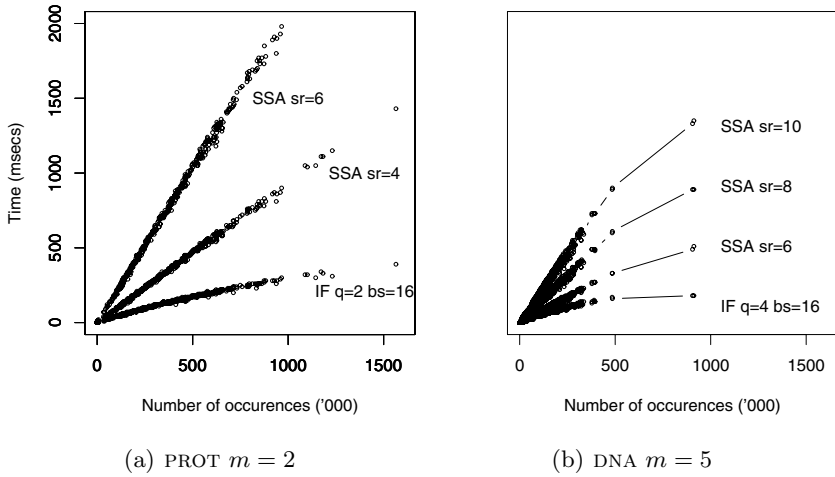 Time (msecs)
0
500
1000
1500
2000
SSA sr=6
SSA sr=4
IF q=2 bs=16
0 500 1000 1500
Number of occurences ('000)
(a) PROT m = 2
SSA sr=10
SSA sr=8
SSA sr=6
IF q=4 bs=16
0 500 1000 1500
Number of occurences ('000)
(b) DNA m = 5